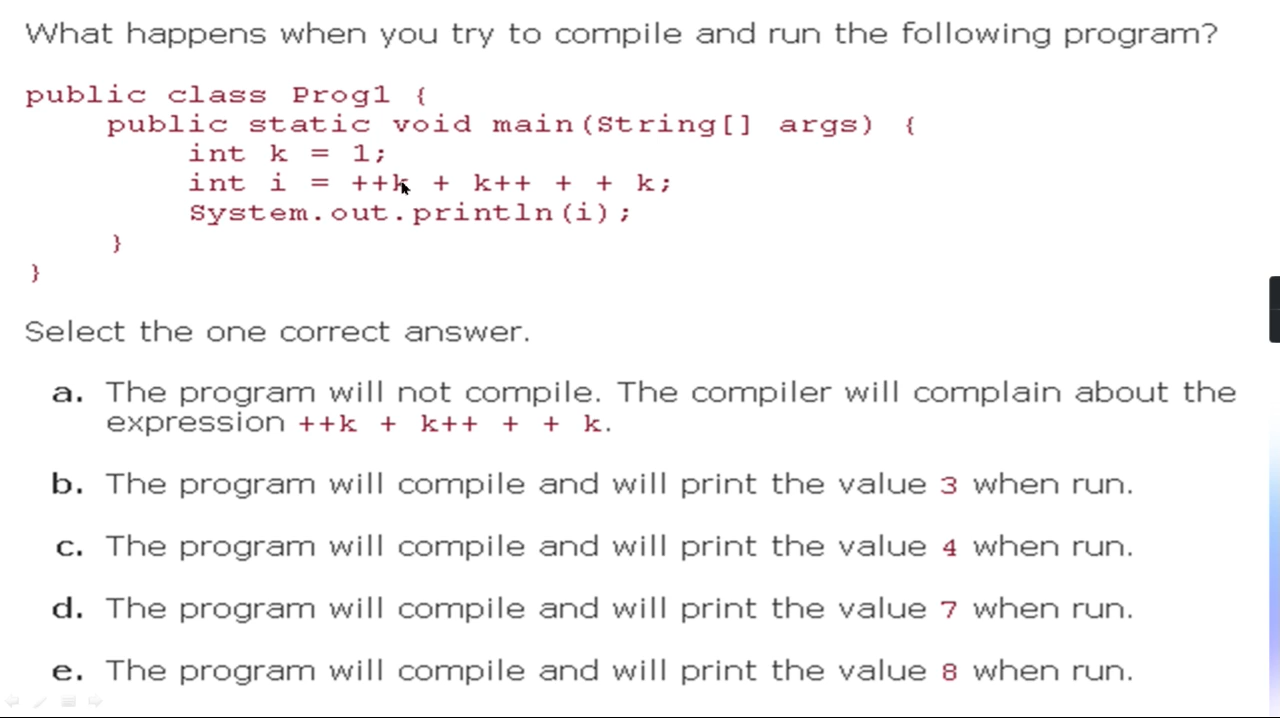 What happens when you try to compile and run the following program?
public class Prog1 {
public static void main(String[] args) {
int k = 1;
int i = ++k + k++ + + k;
System.out.println(i);
}
}
Select the one correct answer.
a. The program will not compile. The compiler will complain about the
expression ++k + k++ + + k.
b. The program will compile and will print the value 3 when run.
c. The program will compile and will print the value 4 when run.
d. The program will compile and will print the value 7 when run.
e. The program will compile and will print the value 8 when run.